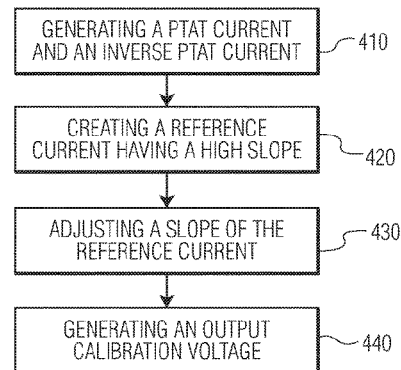 GENERATING A PTAT CURRENT
AND AN INVERSE PTAT CURRENT
410
CREATING A REFERENCE
CURRENT HAVING A HIGH SLOPE
420
ADJUSTING A SLOPE OF THE
REFERENCE CURRENT
430
GENERATING AN OUTPUT
CALIBRATION VOLTAGE
440